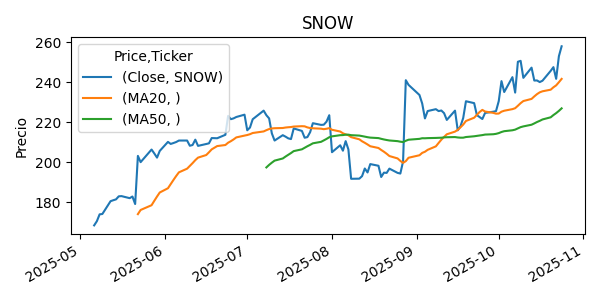 SNOW
Price,Ticker
(Close, SNOW)
(MA20, )
(MA50, )
Precio
260
240
220
200
180
2025-05
2025-06
2025-07
2025-08
2025-09
2025-10
2025-11